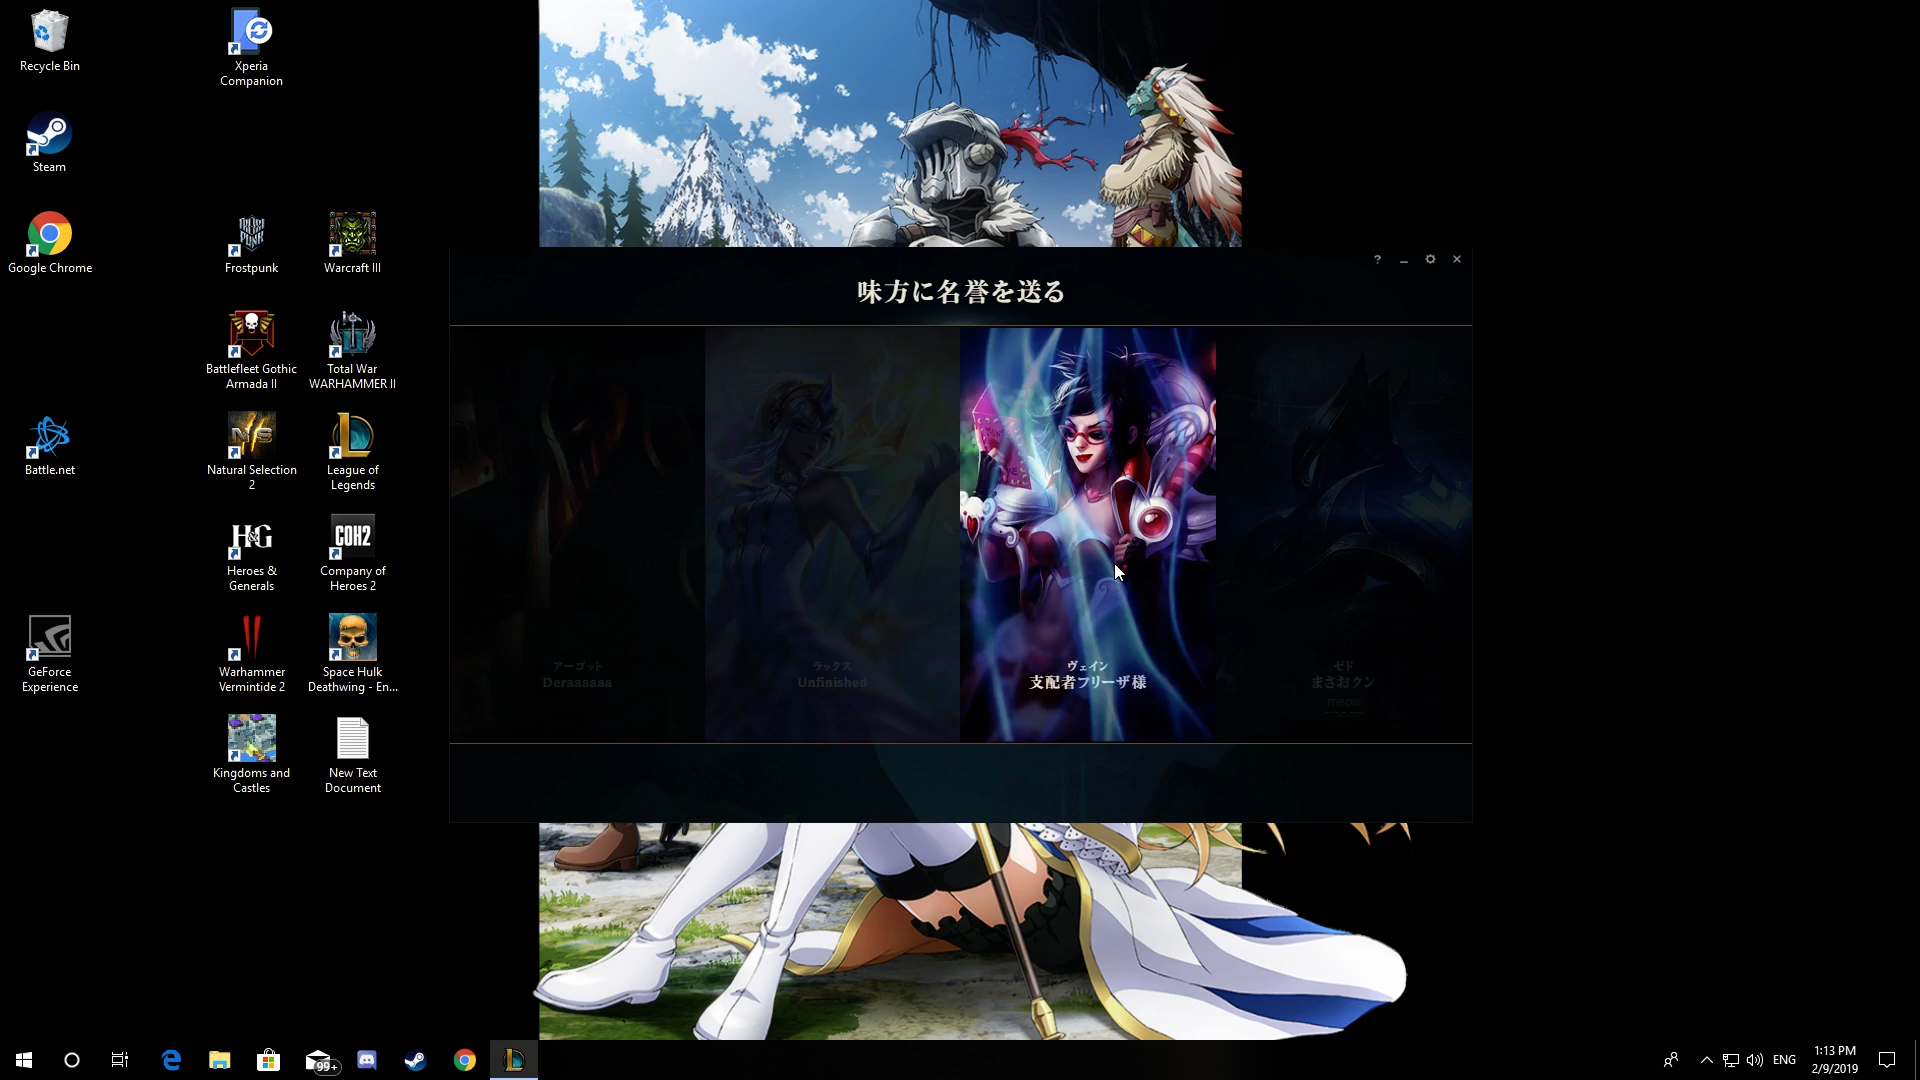 Recycle Bin
Xperia
Companion
Steam
Google Chrome
Frostpunk
Warcraft III
Battlefleet Gothic
Armada II
Total War
WARHAMMER II
Battle.net
Natural Selection
2
League of
Legends
H&G
COH2
Heroes &
Generals
Company of
Heroes 2
GeForce
Experience
Warhammer
Vermintide 2
Space Hulk
Deathwing - En...
Kingdoms and
Castles
New Text
Document
味方に名誉を送る
アーゴット
Deraaaaaa
ラックス
Unfinished
ヴェイン
支配者フリーザ様
ゼド
まさおクン
meow
99+
ENG
1:13 PM
2/9/2019